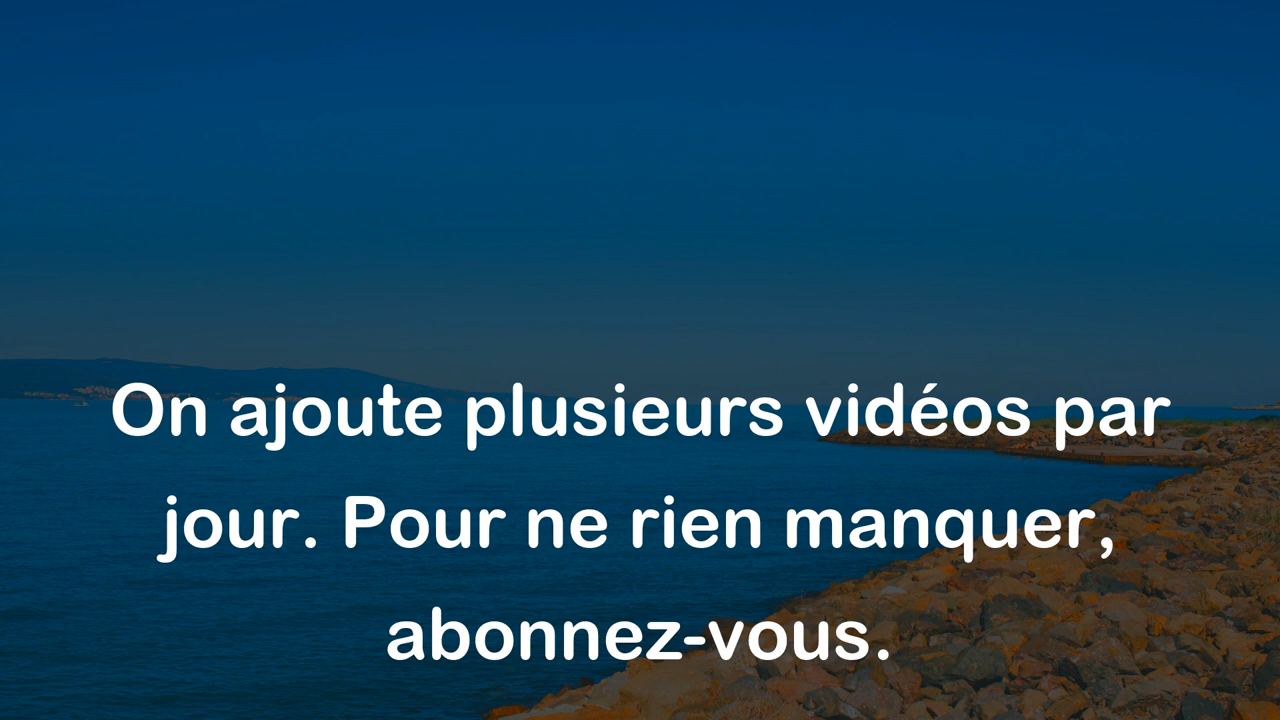 On ajoute plusieurs vidéos par
jour. Pour ne rien manquer,
abonnez-vous.